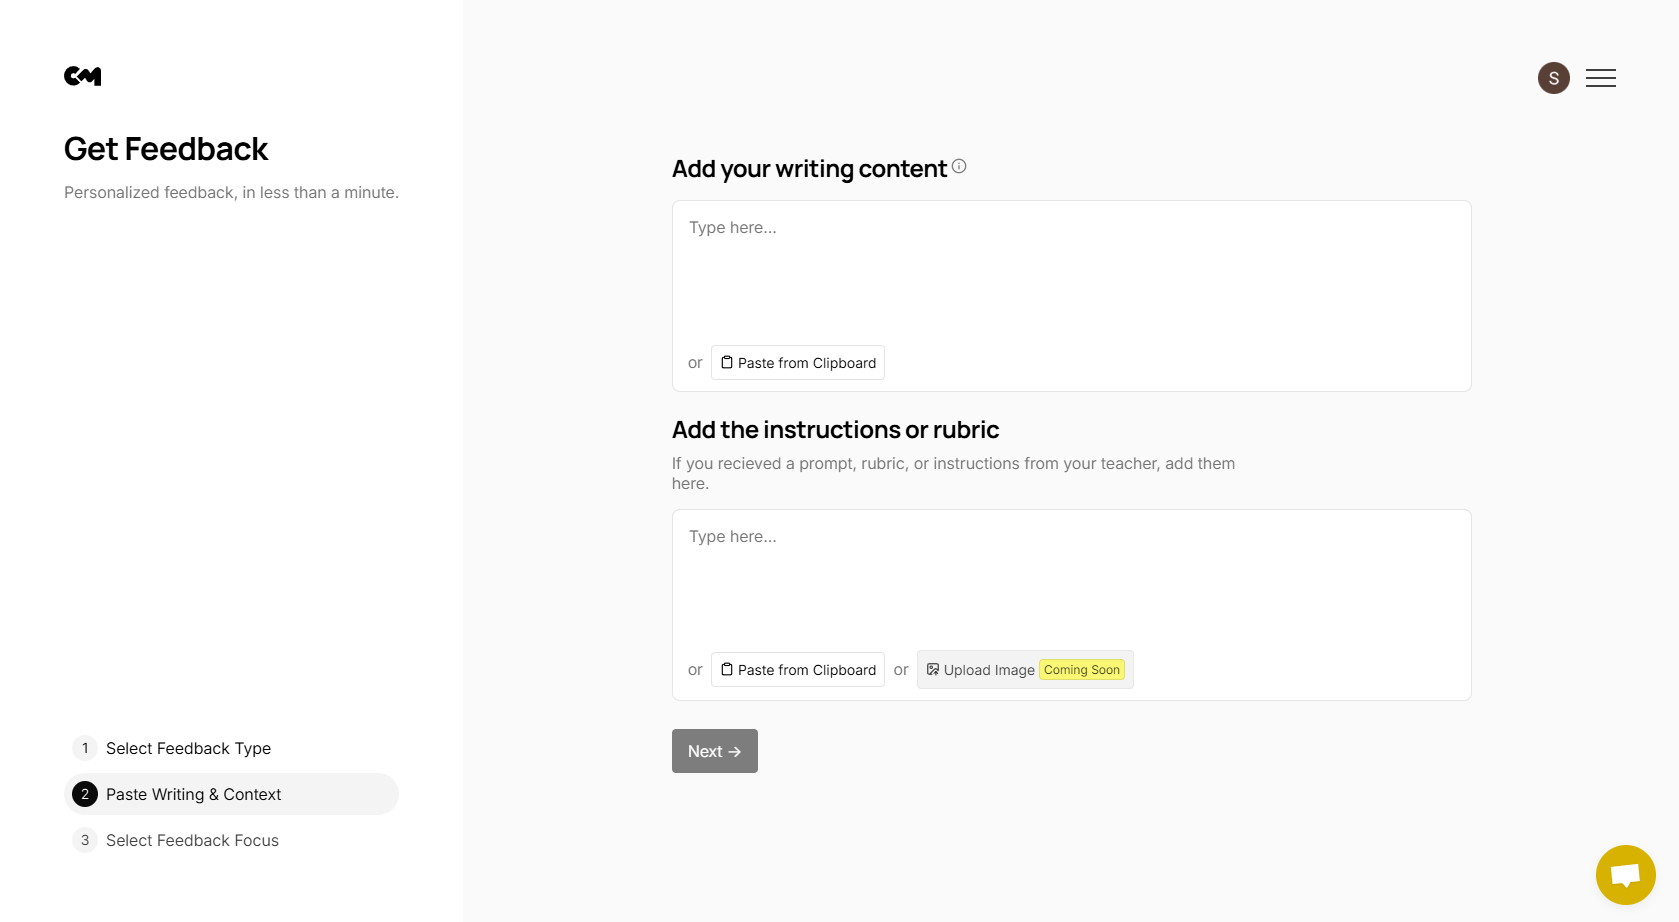 CM
Get Feedback
Personalized feedback, in less than a minute.
1 Select Feedback Type
2 Paste Writing & Context
3 Select Feedback Focus
S
Add your writing content
Type here...
or Paste from Clipboard
Add the instructions or rubric
If you recieved a prompt, rubric, or instructions from your teacher, add them
here.
Type here...
or Paste from Clipboard or Upload Image Coming Soon
Next →